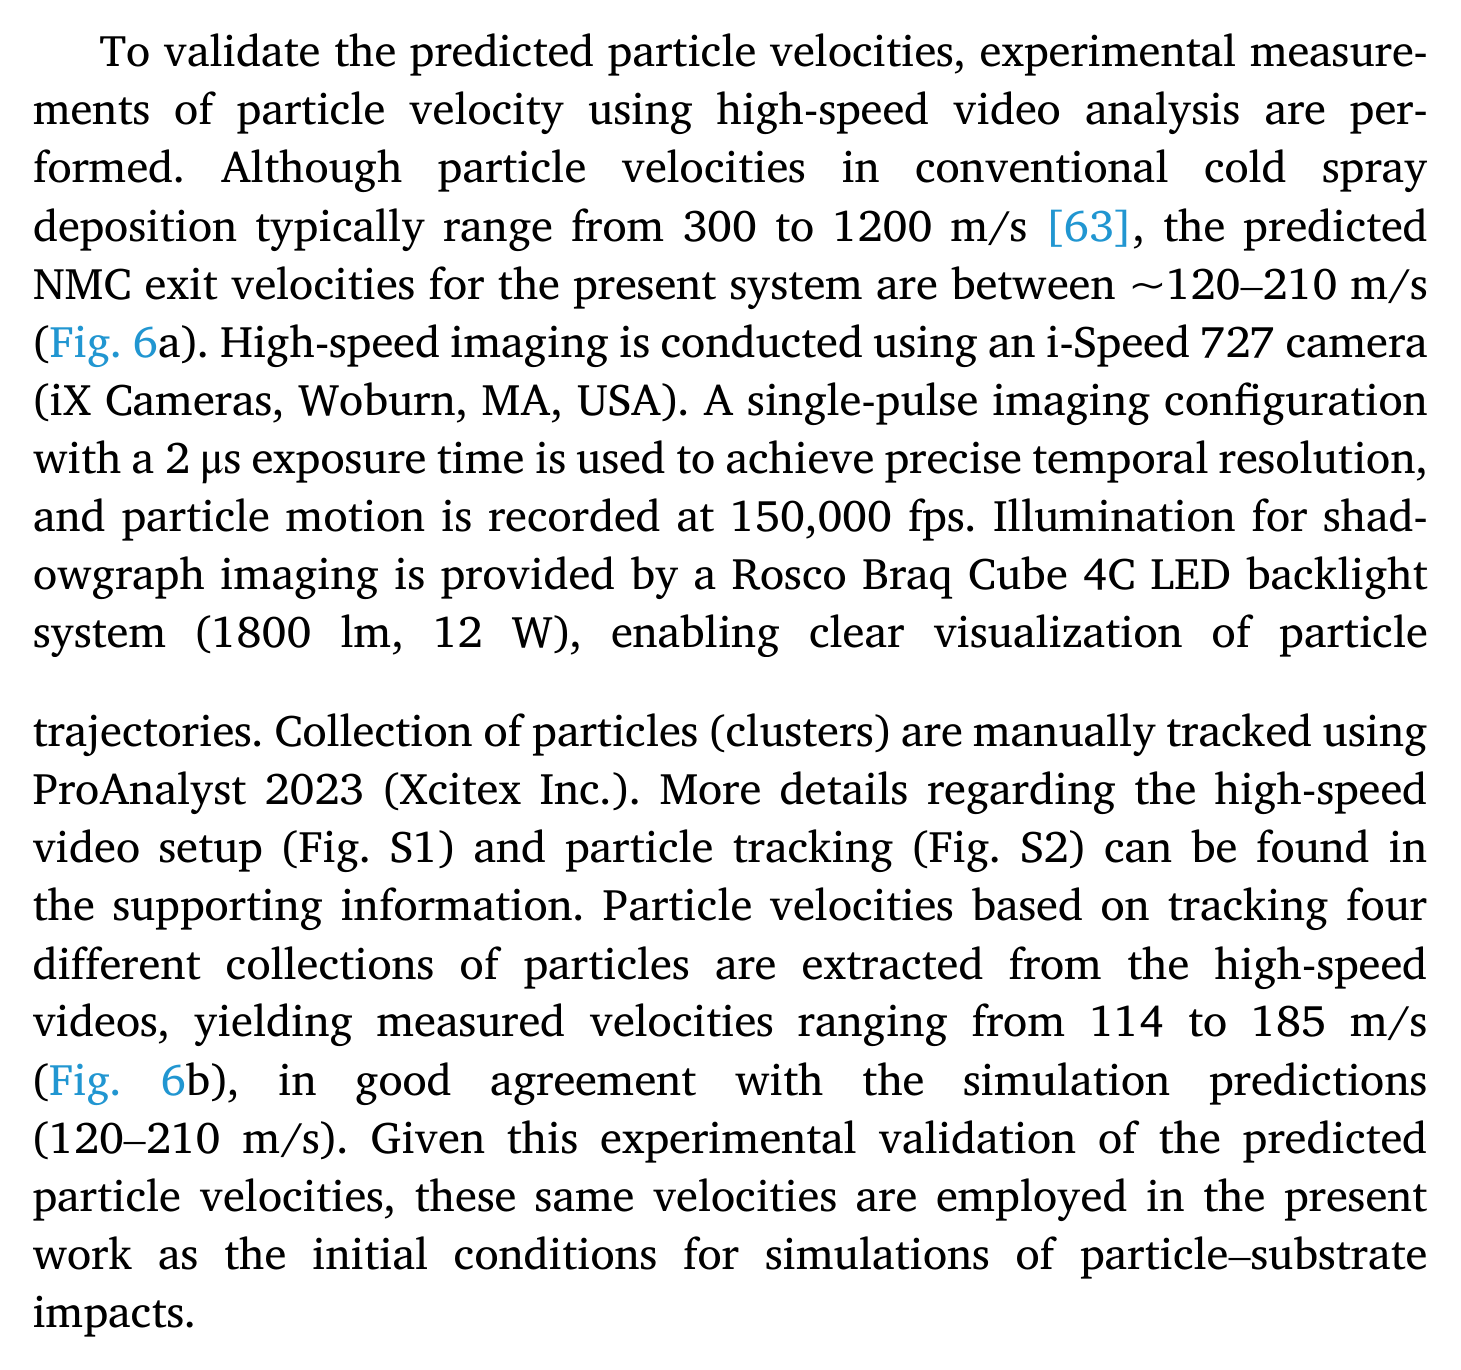 To validate the predicted particle velocities, experimental measure-
ments of particle velocity using high-speed video analysis are per-
formed. Although particle velocities in conventional cold spray
deposition typically range from 300 to 1200 m/s [63], the predicted
NMC exit velocities for the present system are between ∼120–210 m/s
(Fig. 6a). High-speed imaging is conducted using an i-Speed 727 camera
(iX Cameras, Woburn, MA, USA). A single-pulse imaging configuration
with a 2 μs exposure time is used to achieve precise temporal resolution,
and particle motion is recorded at 150,000 fps. Illumination for shad-
owgraph imaging is provided by a Rosco Braq Cube 4C LED backlight
system (1800 lm, 12 W), enabling clear visualization of particle
trajectories. Collection of particles (clusters) are manually tracked using
ProAnalyst 2023 (Xcitex Inc.). More details regarding the high-speed
video setup (Fig. S1) and particle tracking (Fig. S2) can be found in
the supporting information. Particle velocities based on tracking four
different collections of particles are extracted from the high-speed
videos, yielding measured velocities ranging from 114 to 185 m/s
(Fig. 6b), in good agreement with the simulation predictions
(120–210 m/s). Given this experimental validation of the predicted
particle velocities, these same velocities are employed in the present
work as the initial conditions for simulations of particle–substrate
impacts.